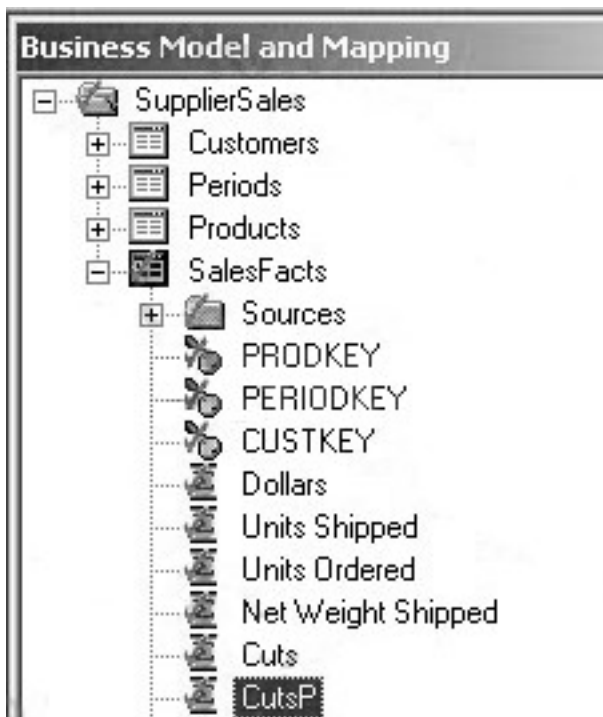 Business Model and Mapping
SupplierSales
Customers
Periods
Products
SalesFacts
Sources
PRODKEY
PERIODKEY
CUSTKEY
Dollars
Units Shipped
Units Ordered
Net Weight Shipped
Cuts
CutsP